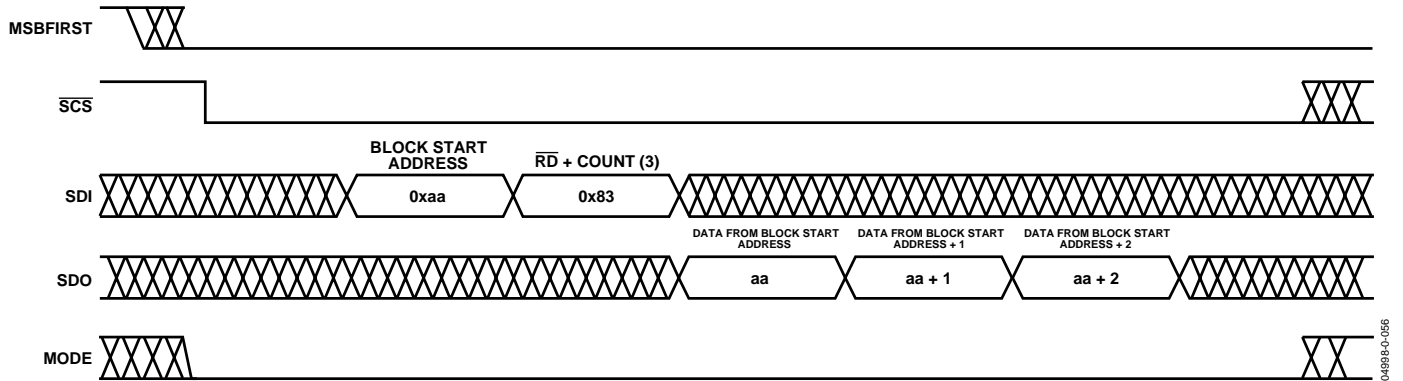 MSBFIRST
SCS
BLOCK START
ADDRESS
RD + COUNT (3)
SDI
0xaa
0x83
DATA FROM BLOCK START
ADDRESS
DATA FROM BLOCK START
ADDRESS + 1
DATA FROM BLOCK START
ADDRESS + 2
SDO
aa
aa + 1
aa + 2
MODE
04998-0-056